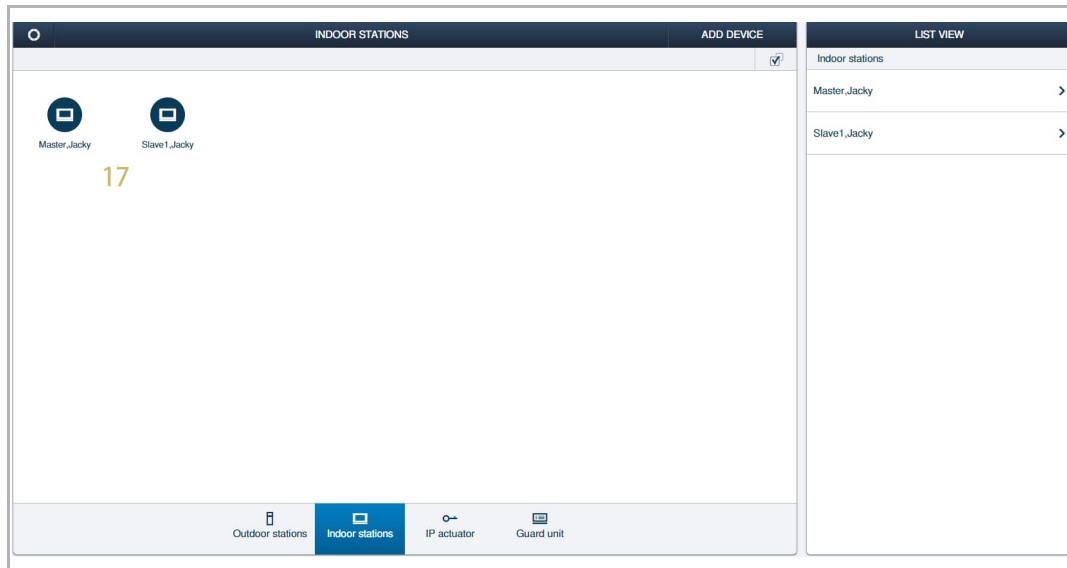 INDOOR STATIONS
ADD DEVICE
Master,Jacky
Slave1,Jacky
17
Outdoor stations
Indoor stations
IP actuator
Guard unit
LIST VIEW
Indoor stations
Master,Jacky
Slave1,Jacky